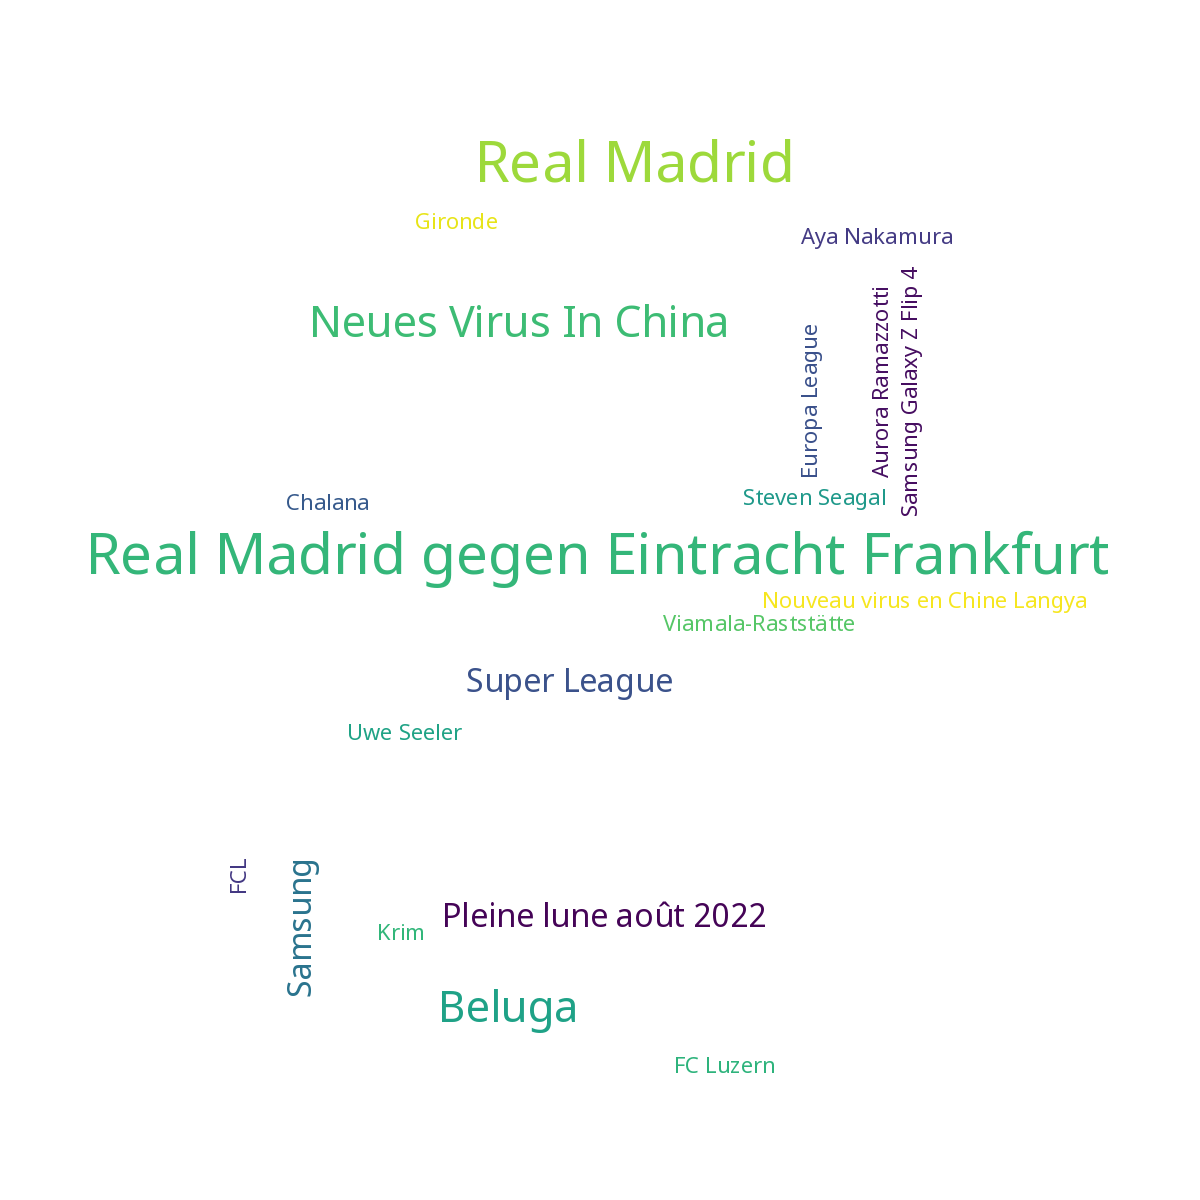 Real Madrid
Gironde
Aya Nakamura
Neues Virus In China
Europa League
Aurora Ramazzotti
Samsung Galaxy Z Flip 4
Chalana
Steven Seagal
Real Madrid gegen Eintracht Frankfurt
Nouveau virus en Chine Langya
Viamala-Raststätte
Super League
Uwe Seeler
FCL
Samsung
Krim
Pleine lune août 2022
Beluga
FC Luzern